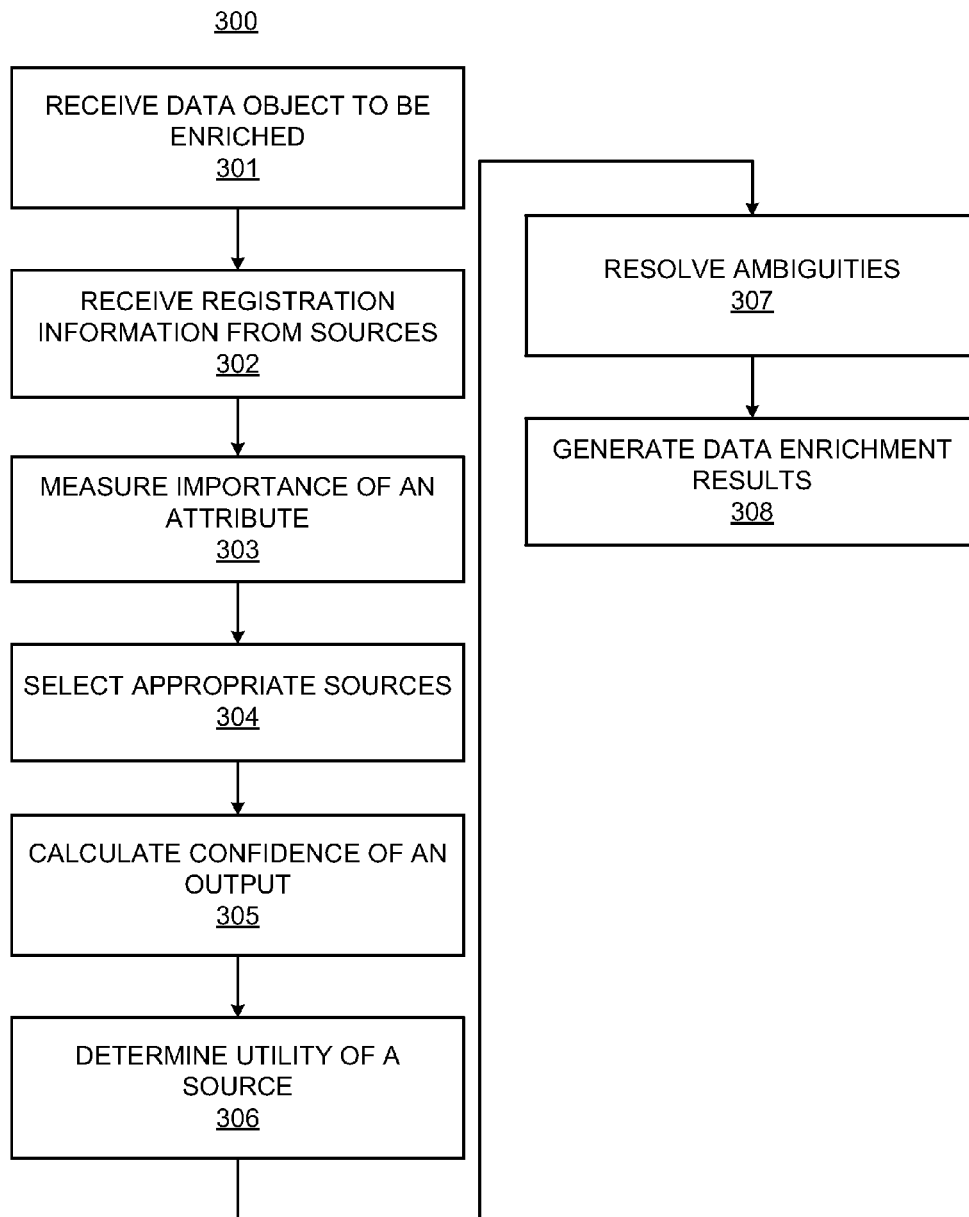 300
RECEIVE DATA OBJECT TO BE
ENRICHED
301
RECEIVE REGISTRATION
INFORMATION FROM SOURCES
302
MEASURE IMPORTANCE OF AN
ATTRIBUTE
303
SELECT APPROPRIATE SOURCES
304
CALCULATE CONFIDENCE OF AN
OUTPUT
305
DETERMINE UTILITY OF A
SOURCE
306
RESOLVE AMBIGUITIES
307
GENERATE DATA ENRICHMENT
RESULTS
308